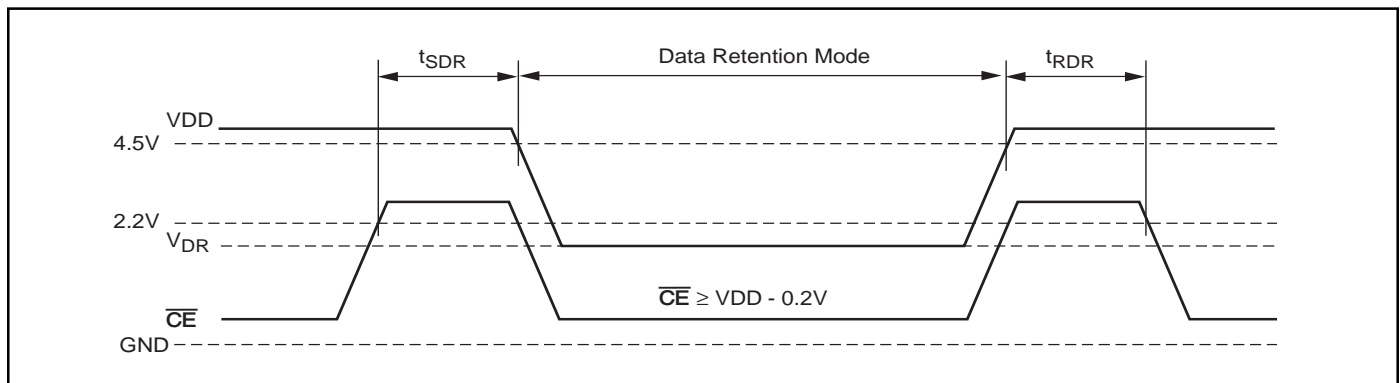 tSDR Data Retention Mode tRDR
VDD
4.5V
2.2V
VDR
CE ≥ VDD - 0.2V
CE
GND